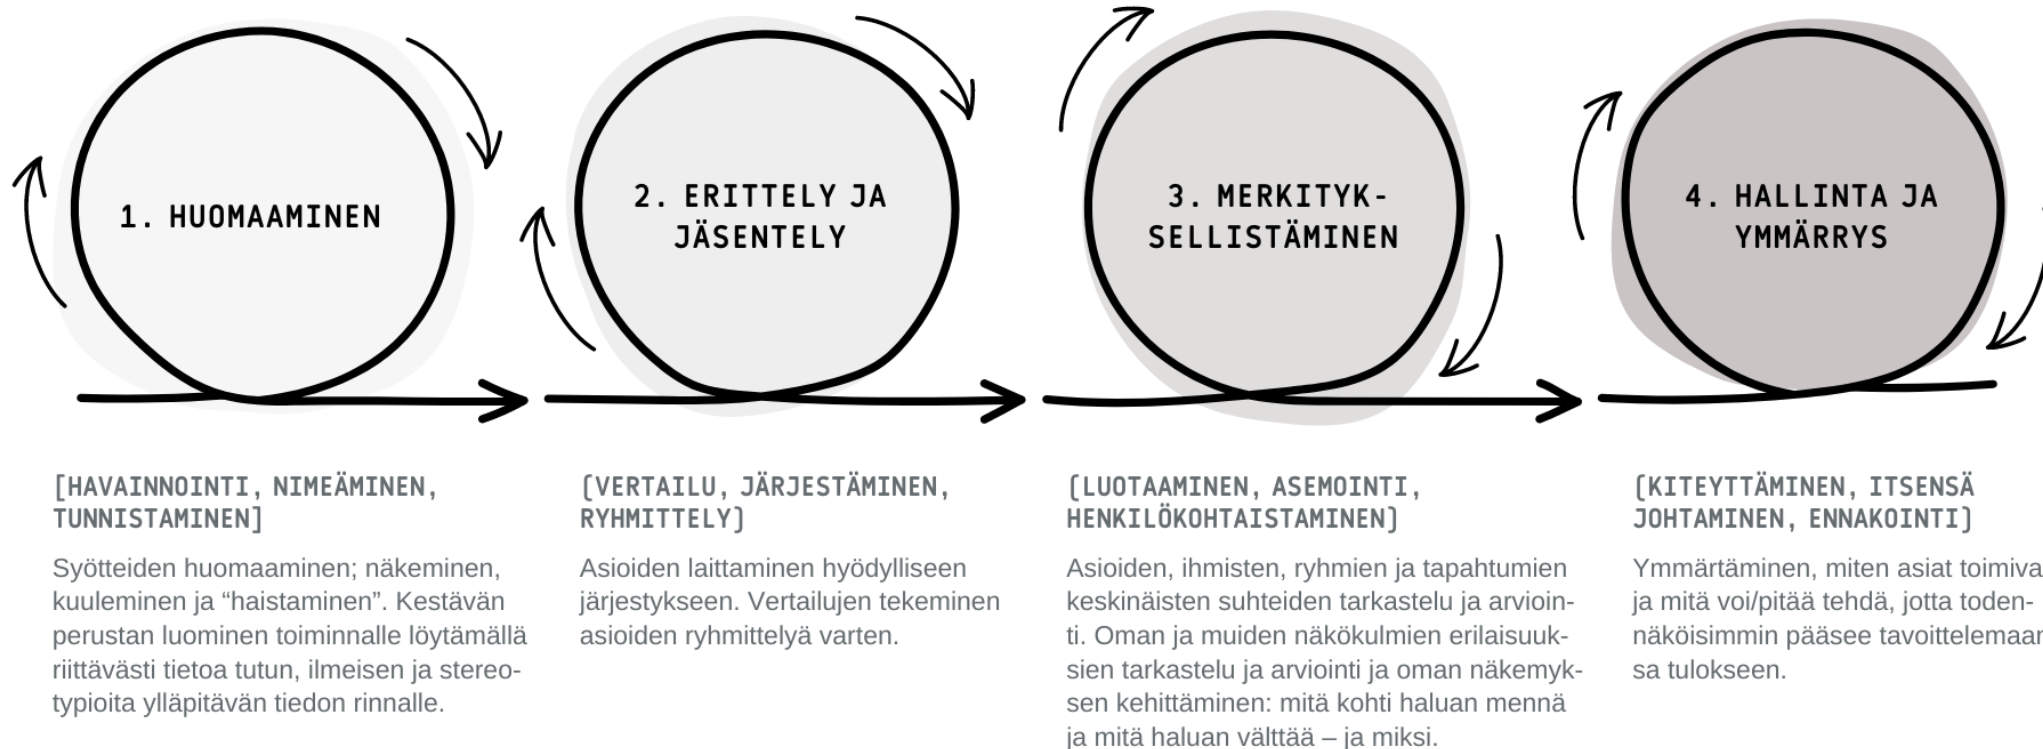 1. HUOMAAMINEN
2. ERITTELY JA
JÄSENTELY
3. MERKITYK-
SELLISTÄMINEN
4. HALLINTA JA
YMMÄRRYS
[HAVAINNOINTI, NIMEÄMINEN,
TUNNISTAMINEN]
Syötteiden huomaaminen; näkeminen,
kuuleminen ja “haistaminen”. Kestävän
perustan luominen toiminnalle löytämällä
riittävästi tietoa tutun, ilmeisen ja stereo-
typioita ylläpitävän tiedon rinnalle.
(VERTAILU, JÄRJESTÄMINEN,
RYHMITTELY)
Asioiden laittaminen hyödylliseen
järjestykseen. Vertailujen tekeminen
asioiden ryhmittelyä varten.
(LUOTAAMINEN, ASEMOINTI,
HENKILÖKOHTAISTAMINEN)
Asioiden, ihmisten, ryhmien ja tapahtumien
keskinäisten suhteiden tarkastelu ja arvioin-
ti. Oman ja muiden näkökulmien erilaisuuk-
sien tarkastelu ja arviointi ja oman näkemyk-
sen kehittäminen: mitä kohti haluan mennä
ja mitä haluan välttää – ja miksi.
(KITEYTTÄMINEN, ITSENSÄ
JOHTAMINEN, ENNAKOINTI)
Ymmärtäminen, miten asiat toimiva
ja mitä voi/pitää tehdä, jotta toden-
näköisimmin pääsee tavoittelemaan
sa tulokseen.